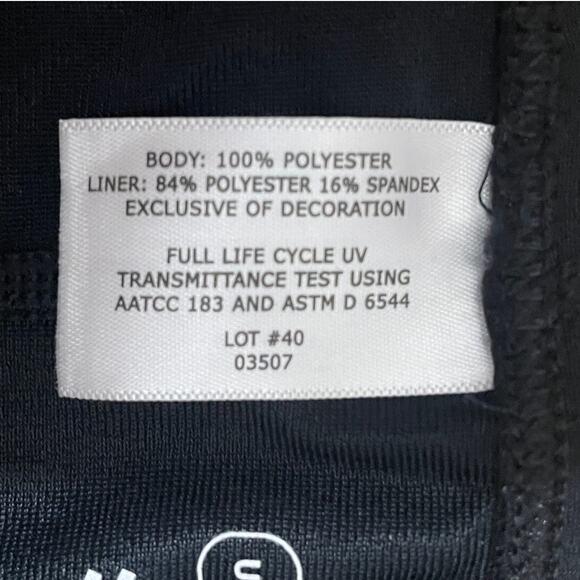 BODY: 100% POLYESTER
LINER: 84% POLYESTER 16% SPANDEX
EXCLUSIVE OF DECORATION
FULL LIFE CYCLE UV
TRANSMITTANCE TEST USING
AATCC 183 AND ASTM D 6544
LOT #40
03507